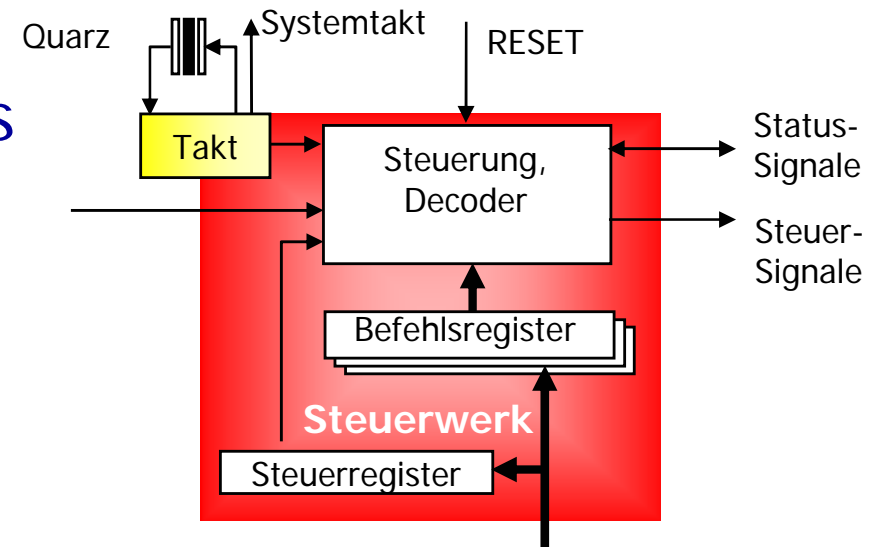 Quarz
Systemtakt
RESET
s
Takt
Steuerung,
Decoder
Status-
Signale
Steuer-
Signale
Befehlsregister
Steuerwerk
Steuerregister